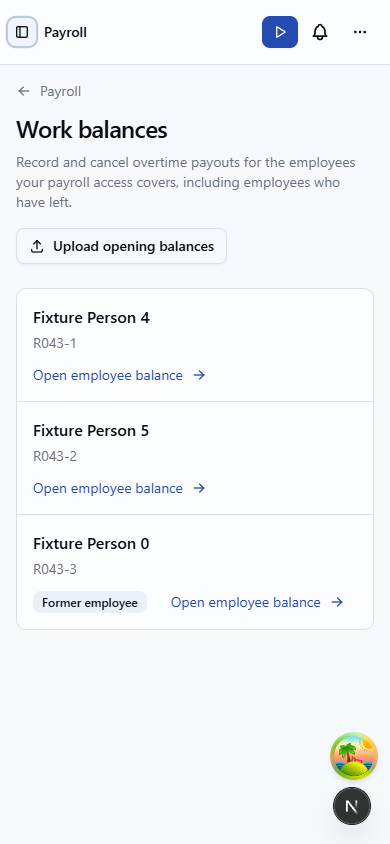 Payroll
Payroll
Work balances
Record and cancel overtime payouts for the employees
your payroll access covers, including employees who
have left.
Upload opening balances
Fixture Person 4
R043-1
Open employee balance
Fixture Person 5
R043-2
Open employee balance
Fixture Person 0
R043-3
Former employee Open employee balance
N